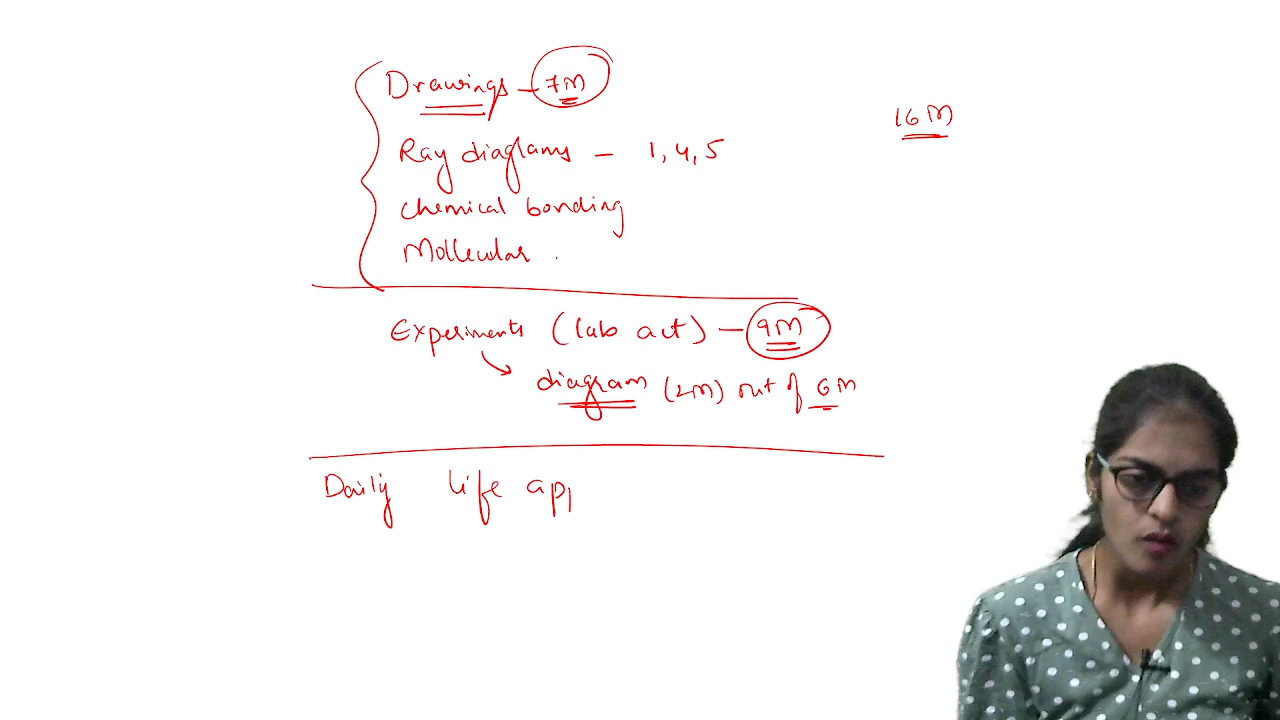 Drawings - 7M
16M
Ray diagrams - 1, 4, 5
Chemical bonding
Mollecular .
Experiments (lab act) - 9M
diagram (2M) out of 6M
Daily life app